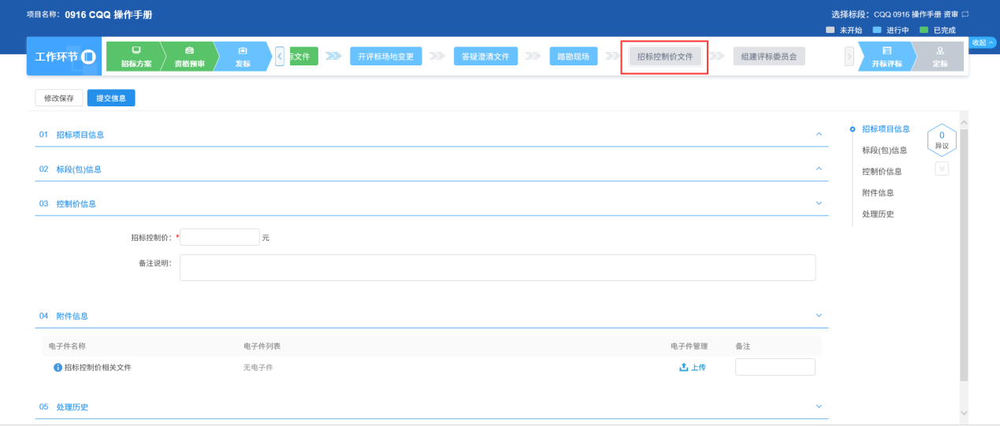 项目名称: 0916 CQQ 操作手册
选择标段: CQQ 0916 操作手册 资审
未开始 进行中 已完成
收起
工作环节
招标方案 资格预审 发标
标文件 开评标场地变更 答疑澄清文件 踏勘现场 招标控制价文件 组建评标委员会
开标评标 定标
修改保存 提交信息
01 招标项目信息
02 标段(包)信息
03 控制价信息
招标控制价: * 元
备注说明:
04 附件信息
电子件名称 电子件列表 电子件管理 备注
招标控制价相关文件 无电子件 上传
05 处理历史
招标项目信息
标段(包)信息
控制价信息
附件信息
处理历史
0
异议